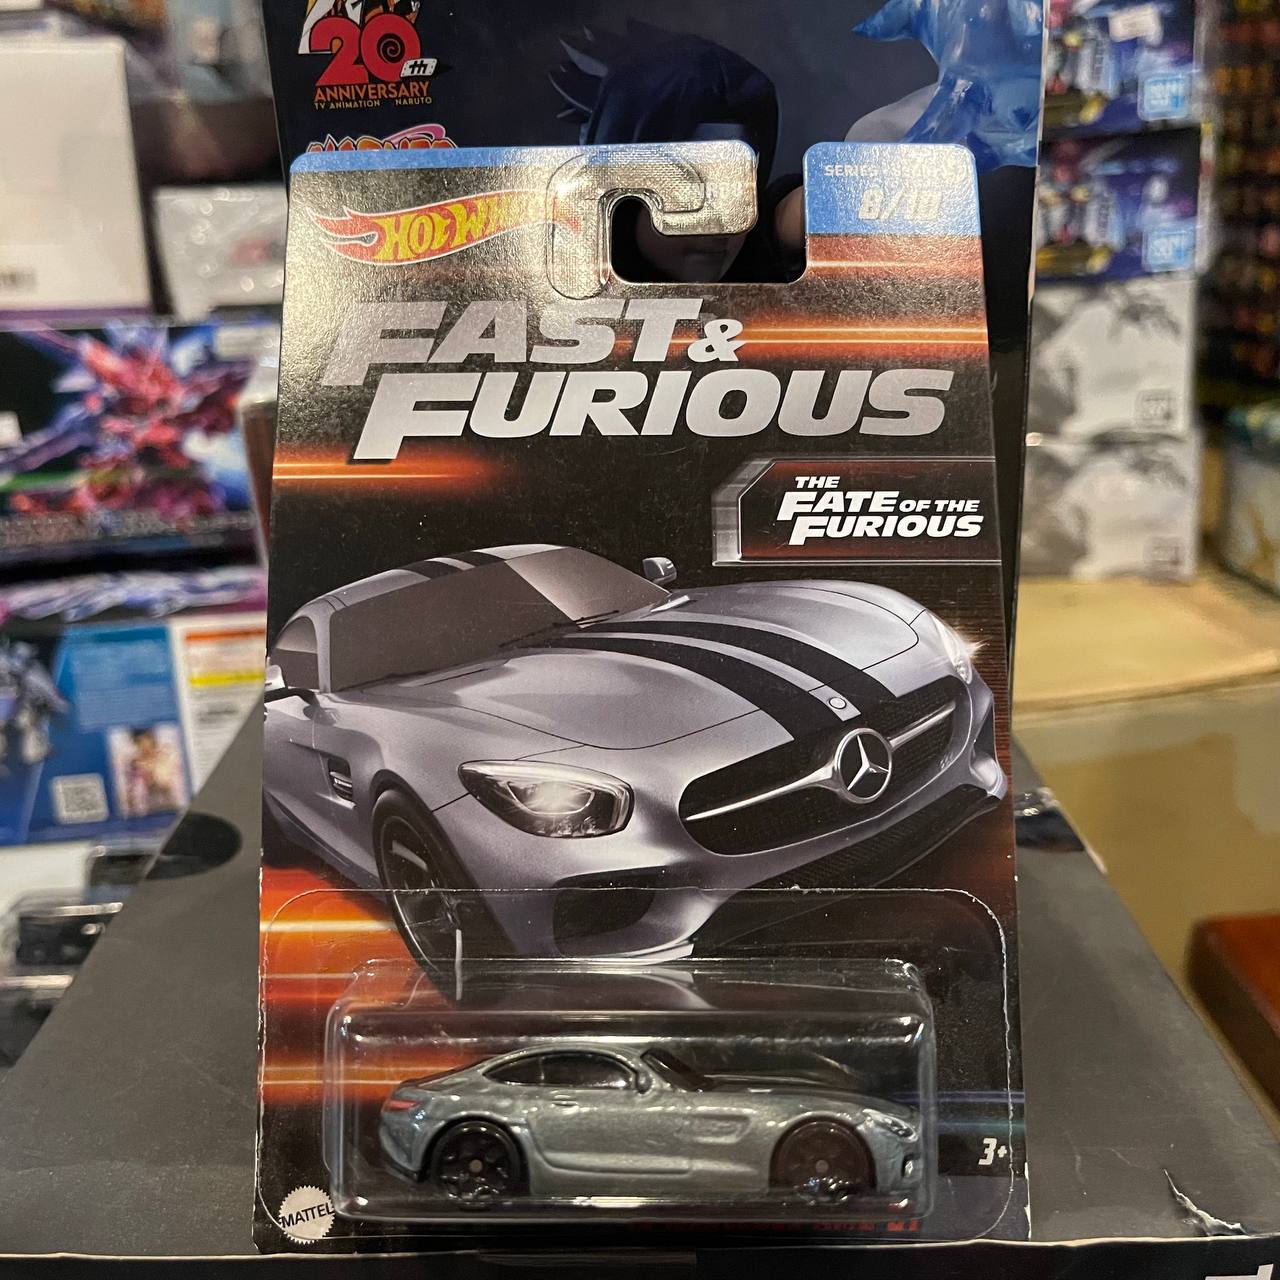 20th
ANNIVERSARY
TV ANIMATION NARUTO
HOT WHEELS
8/10
FAST &
FURIOUS
THE
FATE OF THE
FURIOUS
3+
MATTEL